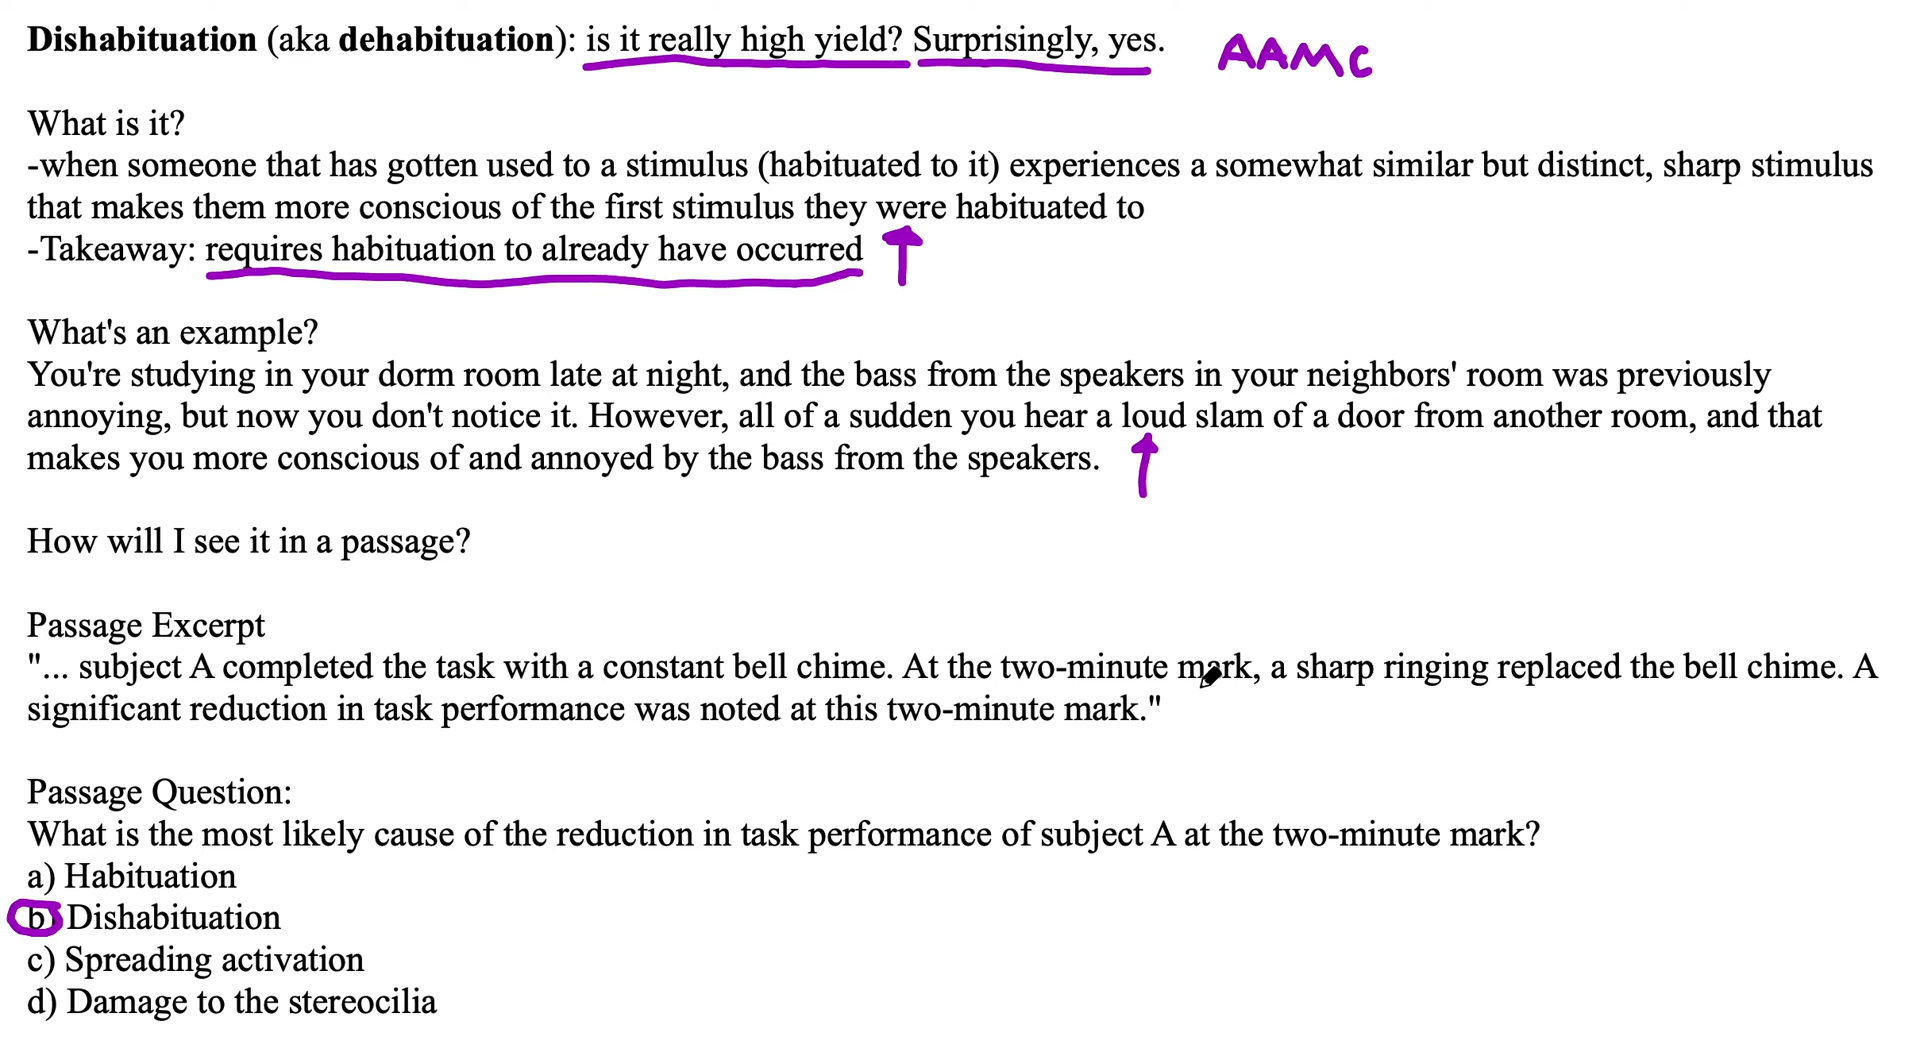 Dishabituation (aka dehabituation): is it really high yield? Surprisingly, yes. AAMC
What is it?
-when someone that has gotten used to a stimulus (habituated to it) experiences a somewhat similar but distinct, sharp stimulus
that makes them more conscious of the first stimulus they were habituated to
-Takeaway: requires habituation to already have occurred
What's an example?
You're studying in your dorm room late at night, and the bass from the speakers in your neighbors' room was previously
annoying, but now you don't notice it. However, all of a sudden you hear a loud slam of a door from another room, and that
makes you more conscious of and annoyed by the bass from the speakers.
How will I see it in a passage?
Passage Excerpt
"... subject A completed the task with a constant bell chime. At the two-minute mark, a sharp ringing replaced the bell chime. A
significant reduction in task performance was noted at this two-minute mark."
Passage Question:
What is the most likely cause of the reduction in task performance of subject A at the two-minute mark?
a) Habituation
b) Dishabituation
c) Spreading activation
d) Damage to the stereocilia